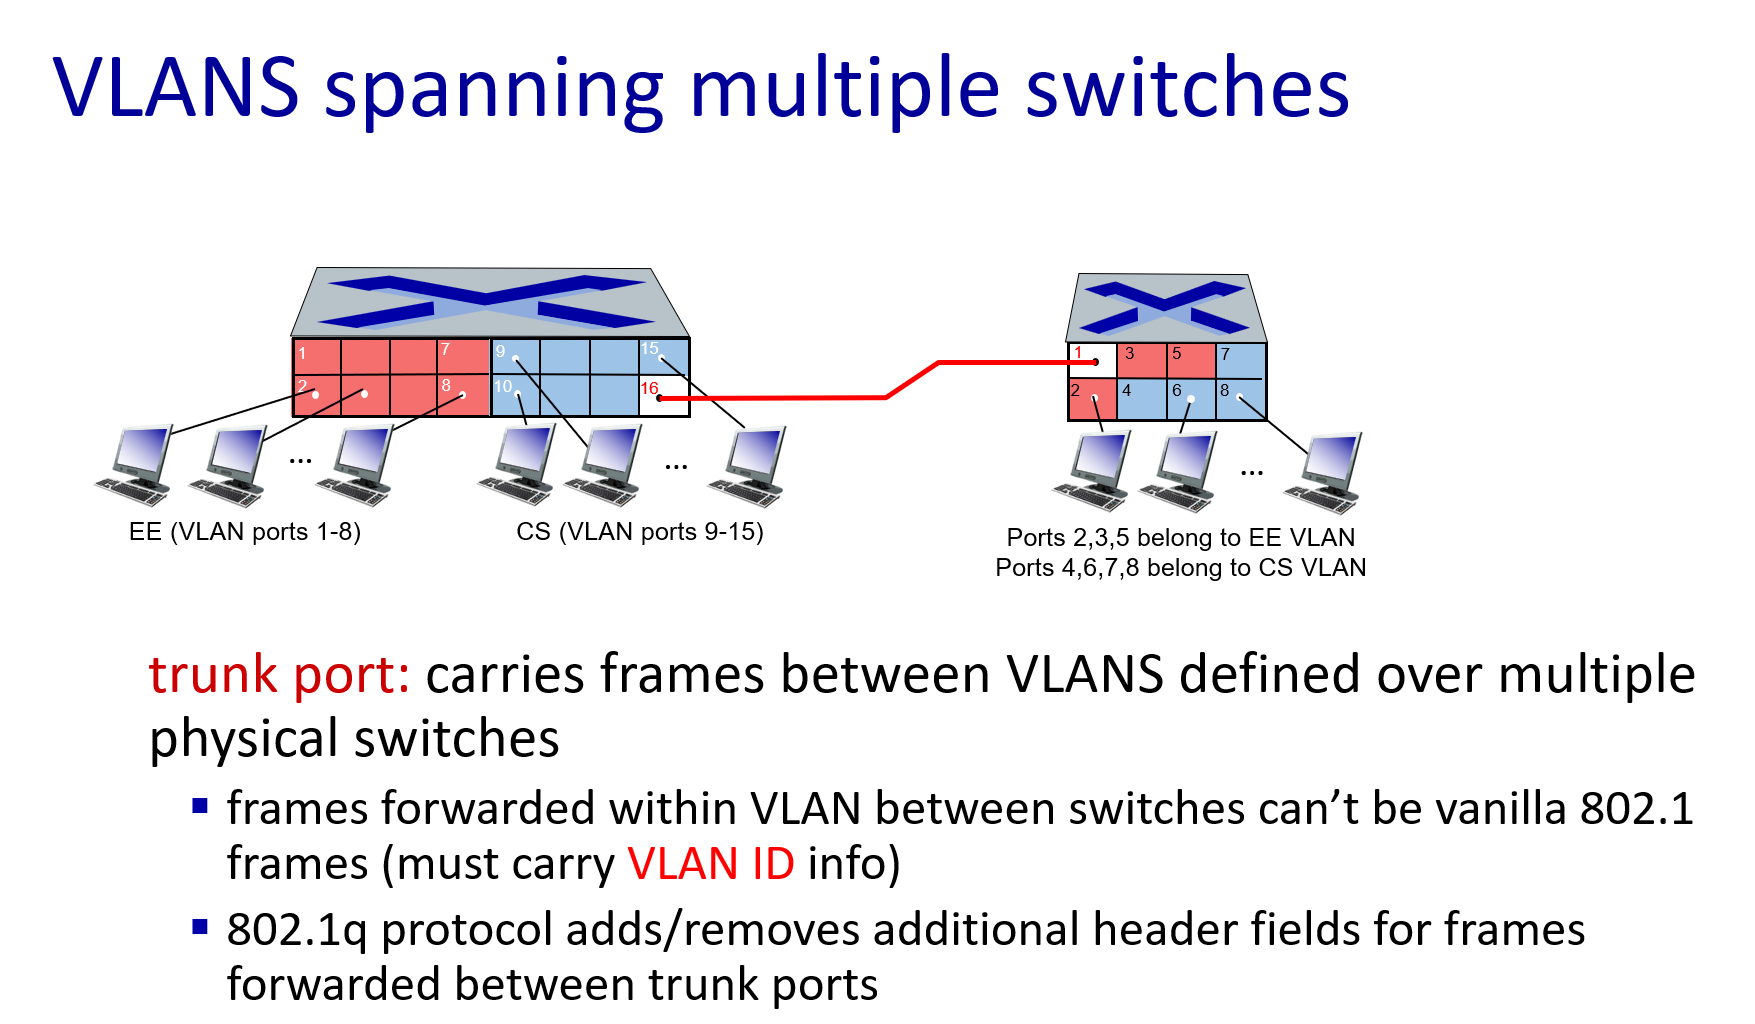 VLANS spanning multiple switches
1 7 9 15
2 8 10 16
1 3 5 7
2 4 6 8
... ... ...
EE (VLAN ports 1-8) CS (VLAN ports 9-15)
Ports 2,3,5 belong to EE VLAN
Ports 4,6,7,8 belong to CS VLAN
trunk port: carries frames between VLANS defined over multiple
physical switches
▪ frames forwarded within VLAN between switches can’t be vanilla 802.1
frames (must carry VLAN ID info)
▪ 802.1q protocol adds/removes additional header fields for frames
forwarded between trunk ports